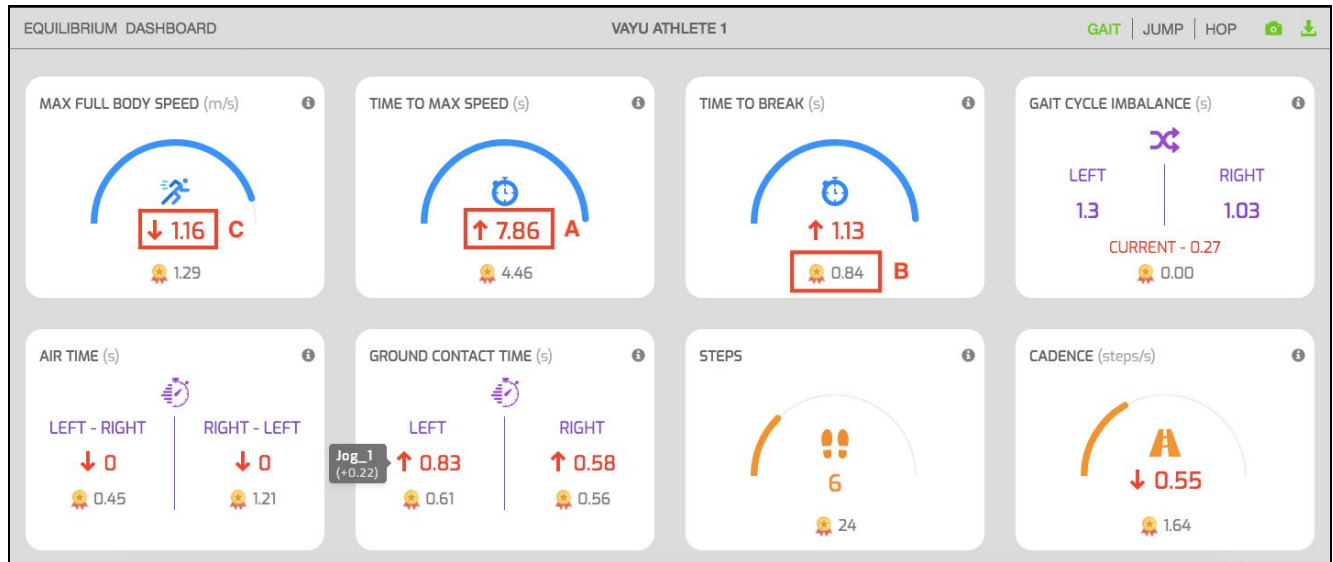 EQUILIBRIUM DASHBOARD
VAYU ATHLETE 1
GAIT | JUMP | HOP
MAX FULL BODY SPEED (m/s)
↓ 1.16 C
1.29
TIME TO MAX SPEED (s)
↑ 7.86 A
4.46
TIME TO BREAK (s)
↑ 1.13
0.84 B
GAIT CYCLE IMBALANCE (s)
LEFT RIGHT
1.3 1.03
CURRENT - 0.27
0.00
AIR TIME (s)
LEFT - RIGHT RIGHT - LEFT
↓ 0 ↓ 0
0.45 1.21
GROUND CONTACT TIME (s)
LEFT RIGHT
Jog_1
(+0.22)
↑ 0.83 ↑ 0.58
0.61 0.56
STEPS
6
24
CADENCE (steps/s)
↓ 0.55
1.64